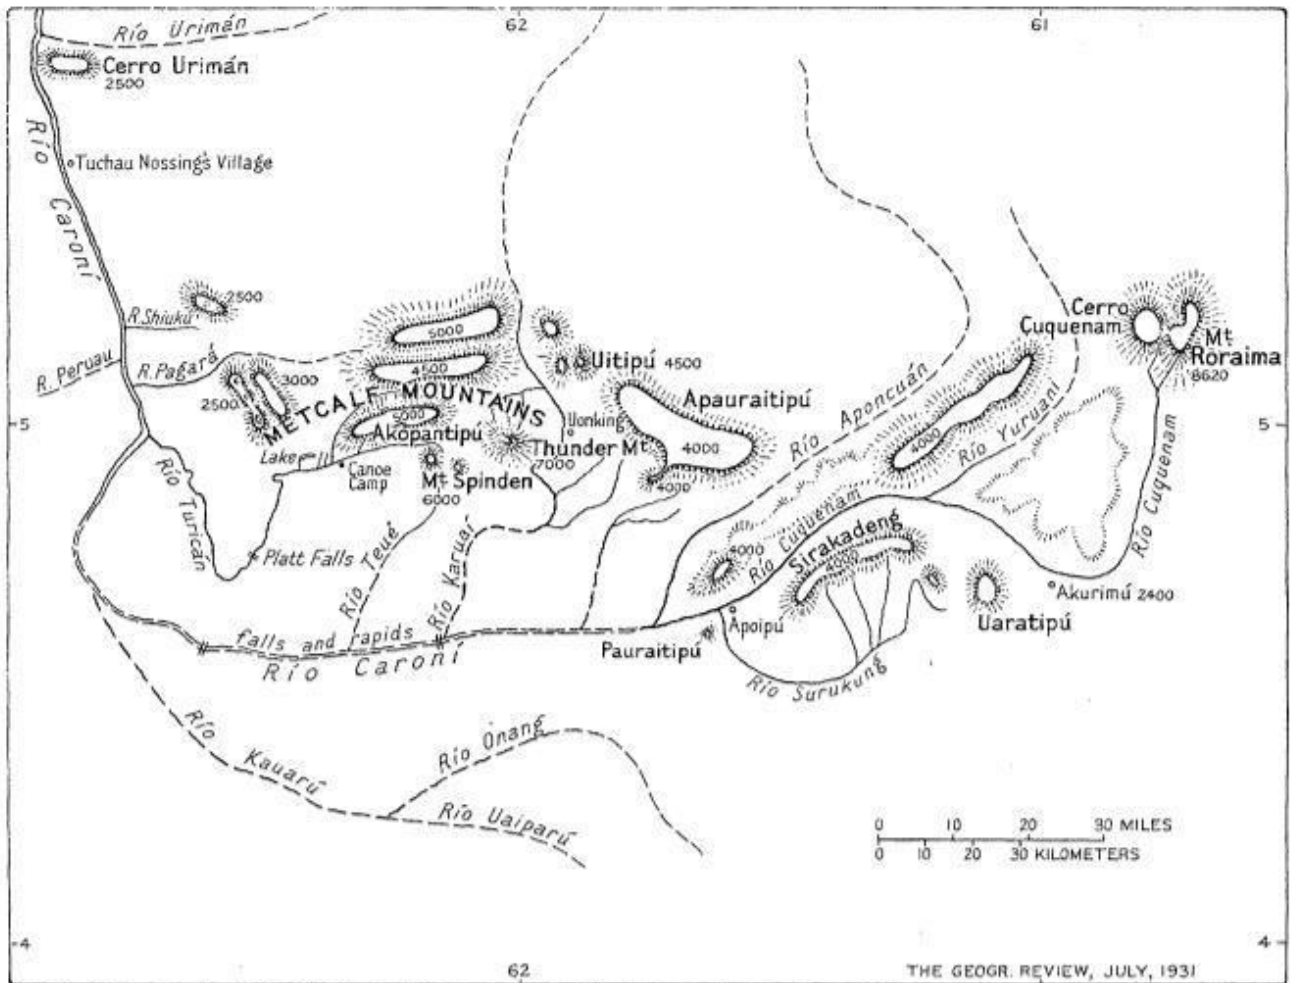 62
61
Río Urimán
Cerro Urimán
2500
Río Caroní
Tuchau Nossing's Village
2500
R. Shiukú
5000
Cerro
Cuquenam
Mt.
Roraima
8620
R. Peruau
R. Pagará
4500
Uitipú 4500
3000
2500
METCALF MOUNTAINS
Apauraitipú
4000
Río Aponcuán
4000
Río Yuruaní
5
5
Akopantipú
Uonking
Thunder Mt.
7000
Lake
Canoe
Camp
Mt. Spinden
6000
4000
Río Cuquenam
Río Turicán
Platt Falls
Río Teué
Río Karuaí
4000
Río Cuquenam
Sirakadeng
4000
Akurimú 2400
Uaratipú
Apoipú
Pauraitipú
falls and rapids
Río Caroní
Río Surukung
Río Kauarú
Río Onang
Río Uaiparú
0 10 20 30 MILES
0 10 20 30 KILOMETERS
4
4
62
THE GEOGR. REVIEW, JULY, 1931